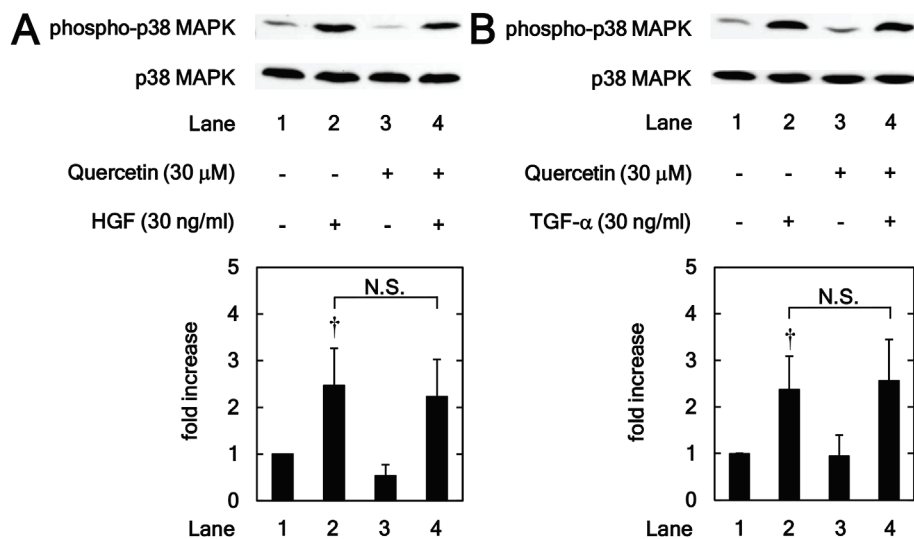 A
phospho-p38 MAPK
p38 MAPK
Lane 1 2 3 4
Quercetin (30 μM) - - + +
HGF (30 ng/ml) - + - +
5
4
3
2
1
0
fold increase
N.S.
†
Lane 1 2 3 4
B
phospho-p38 MAPK
p38 MAPK
Lane 1 2 3 4
Quercetin (30 μM) - - + +
TGF-α (30 ng/ml) - + - +
5
4
3
2
1
0
fold increase
N.S.
†
Lane 1 2 3 4